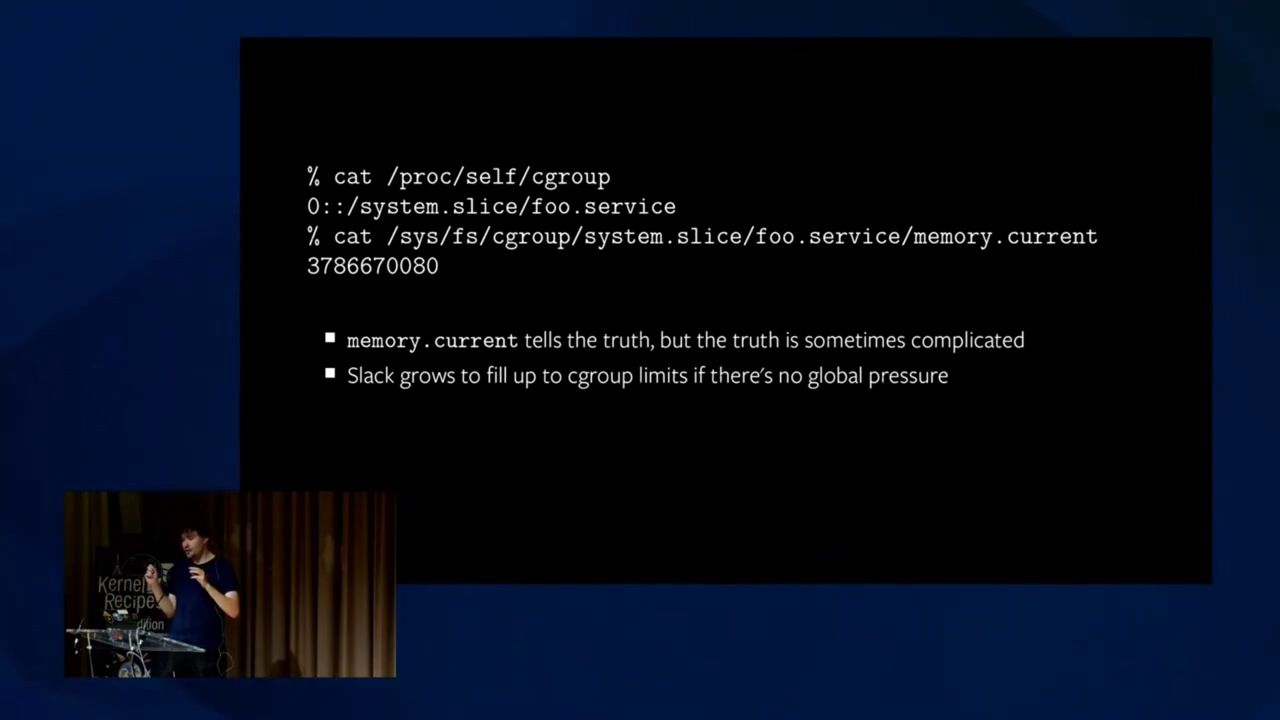 % cat /proc/self/cgroup
0::/system.slice/foo.service
% cat /sys/fs/cgroup/system.slice/foo.service/memory.current
3786670080
memory.current tells the truth, but the truth is sometimes complicated
Slack grows to fill up to cgroup limits if there's no global pressure
Kernel
Recipes
dition